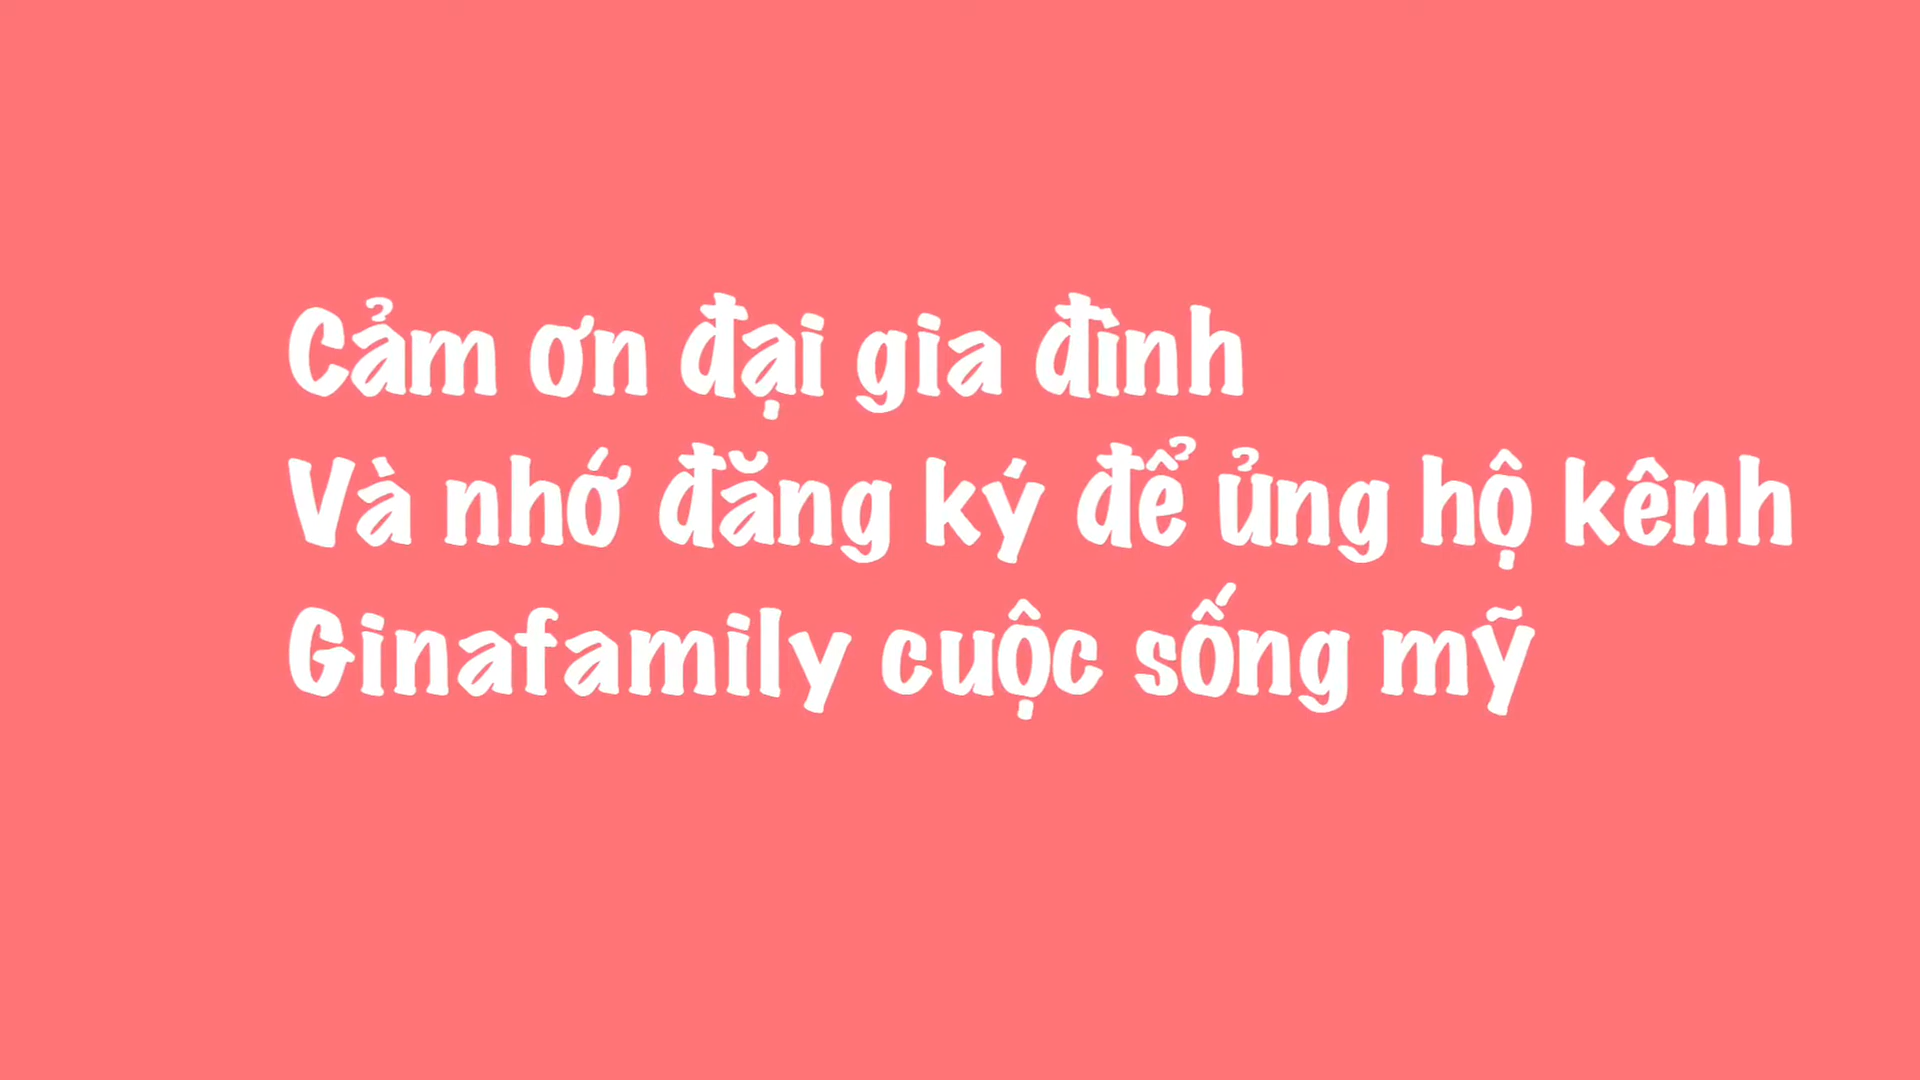 Cảm ơn đại gia đình
Và nhớ đăng ký để ủng hộ kênh
Ginafamily cuộc sống mỹ